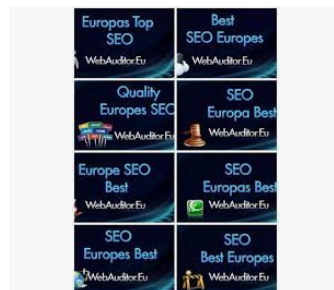 Europas Top
SEO
WebAuditor.Eu
Best
SEO Europes
WebAuditor.Eu
Quality
Europes SEO
WebAuditor.Eu
SEO
Europa Best
WebAuditor.Eu
Europe SEO
Best
WebAuditor.Eu
SEO
Europas Best
WebAuditor.Eu
SEO
Europes Best
WebAuditor.Eu
SEO
Best Europes
WebAuditor.Eu